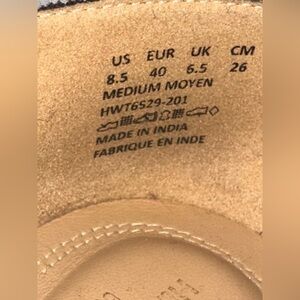 US EUR UK CM
8.5 40 6.5 26
MEDIUM MOYEN
HWT6529-201
MADE IN INDIA
FABRIQUE EN INDE